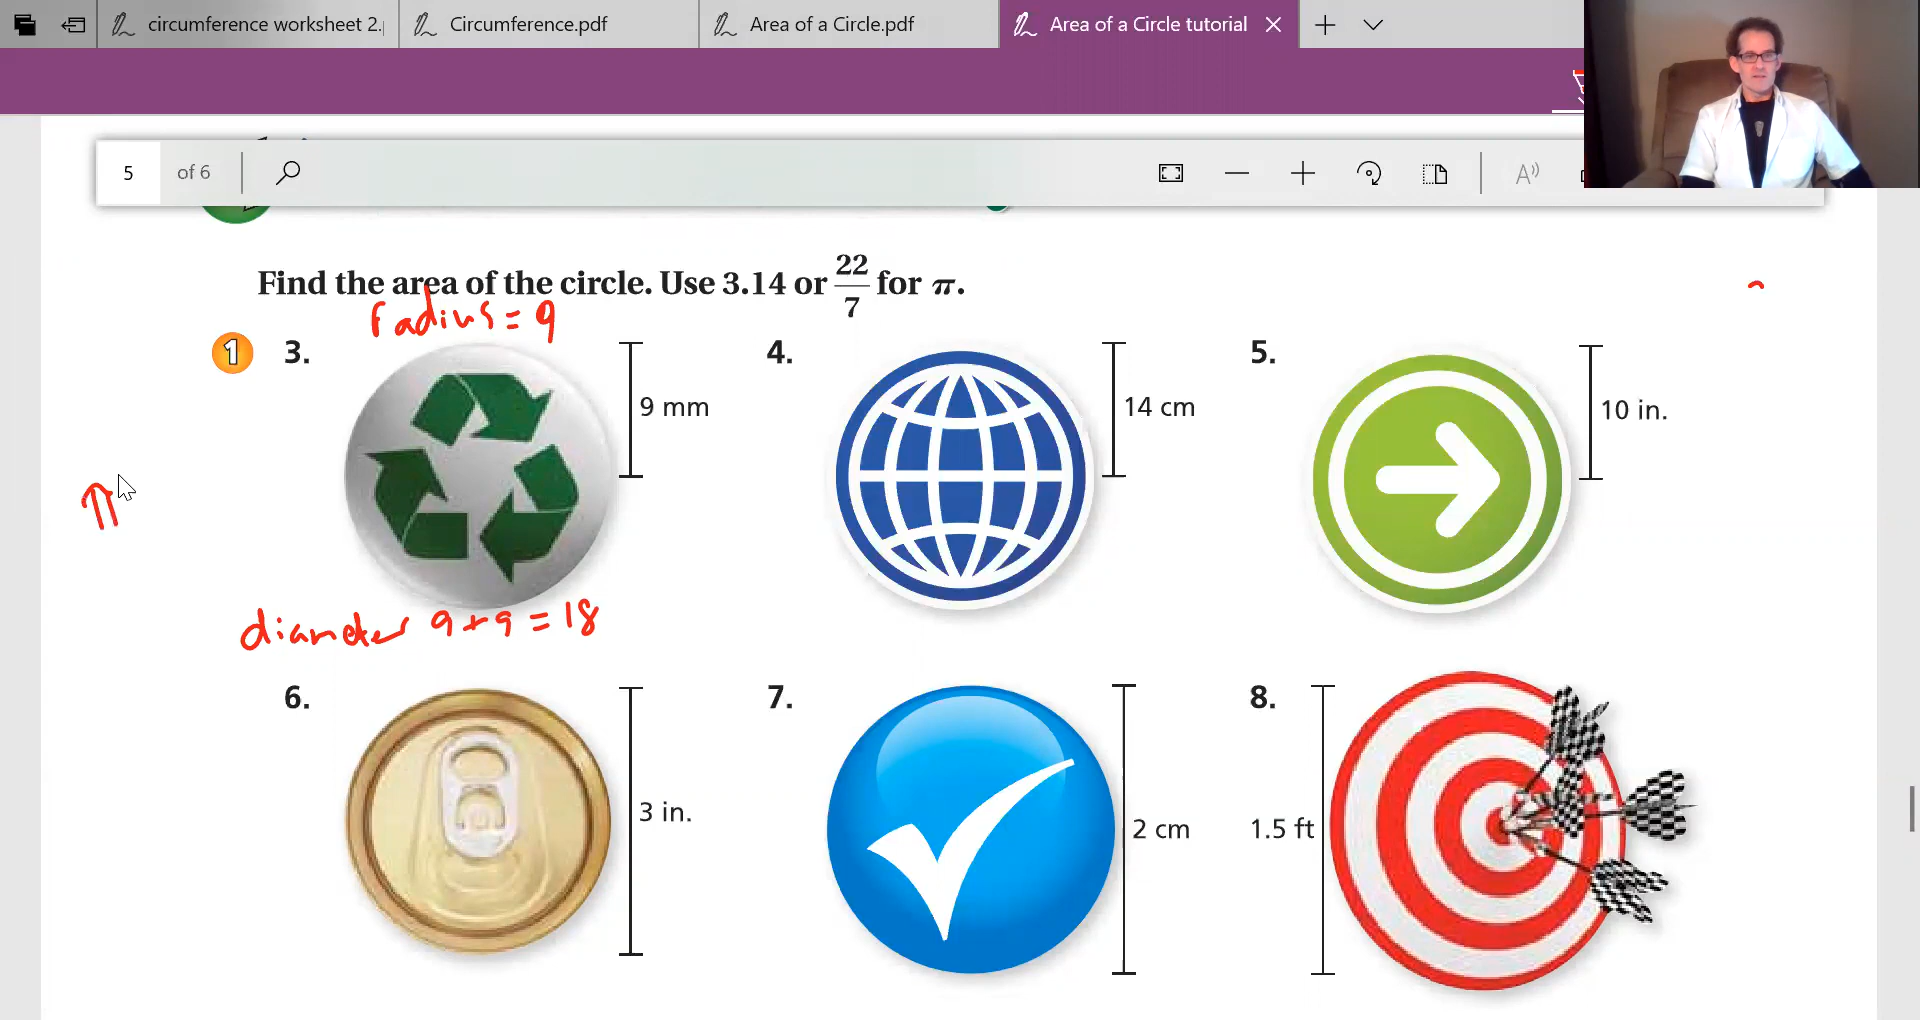 circumference worksheet 2.
Circumference.pdf
Area of a Circle.pdf
Area of a Circle tutorial
5 of 6
Find the area of the circle. Use 3.14 or 22/7 for π.
radius = 9
1 3.
9 mm
4.
14 cm
5.
10 in.
π
diameter 9 + 9 = 18
6.
3 in.
7.
2 cm
8.
1.5 ft